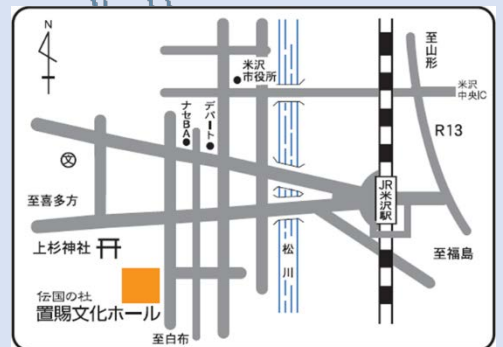 N
米沢
市役所
至山形
米沢
中央IC
ナセBA
デパート
R13
文
至喜多方
JR米沢駅
上杉神社
松川
至福島
伝国の杜
置賜文化ホール
至白布